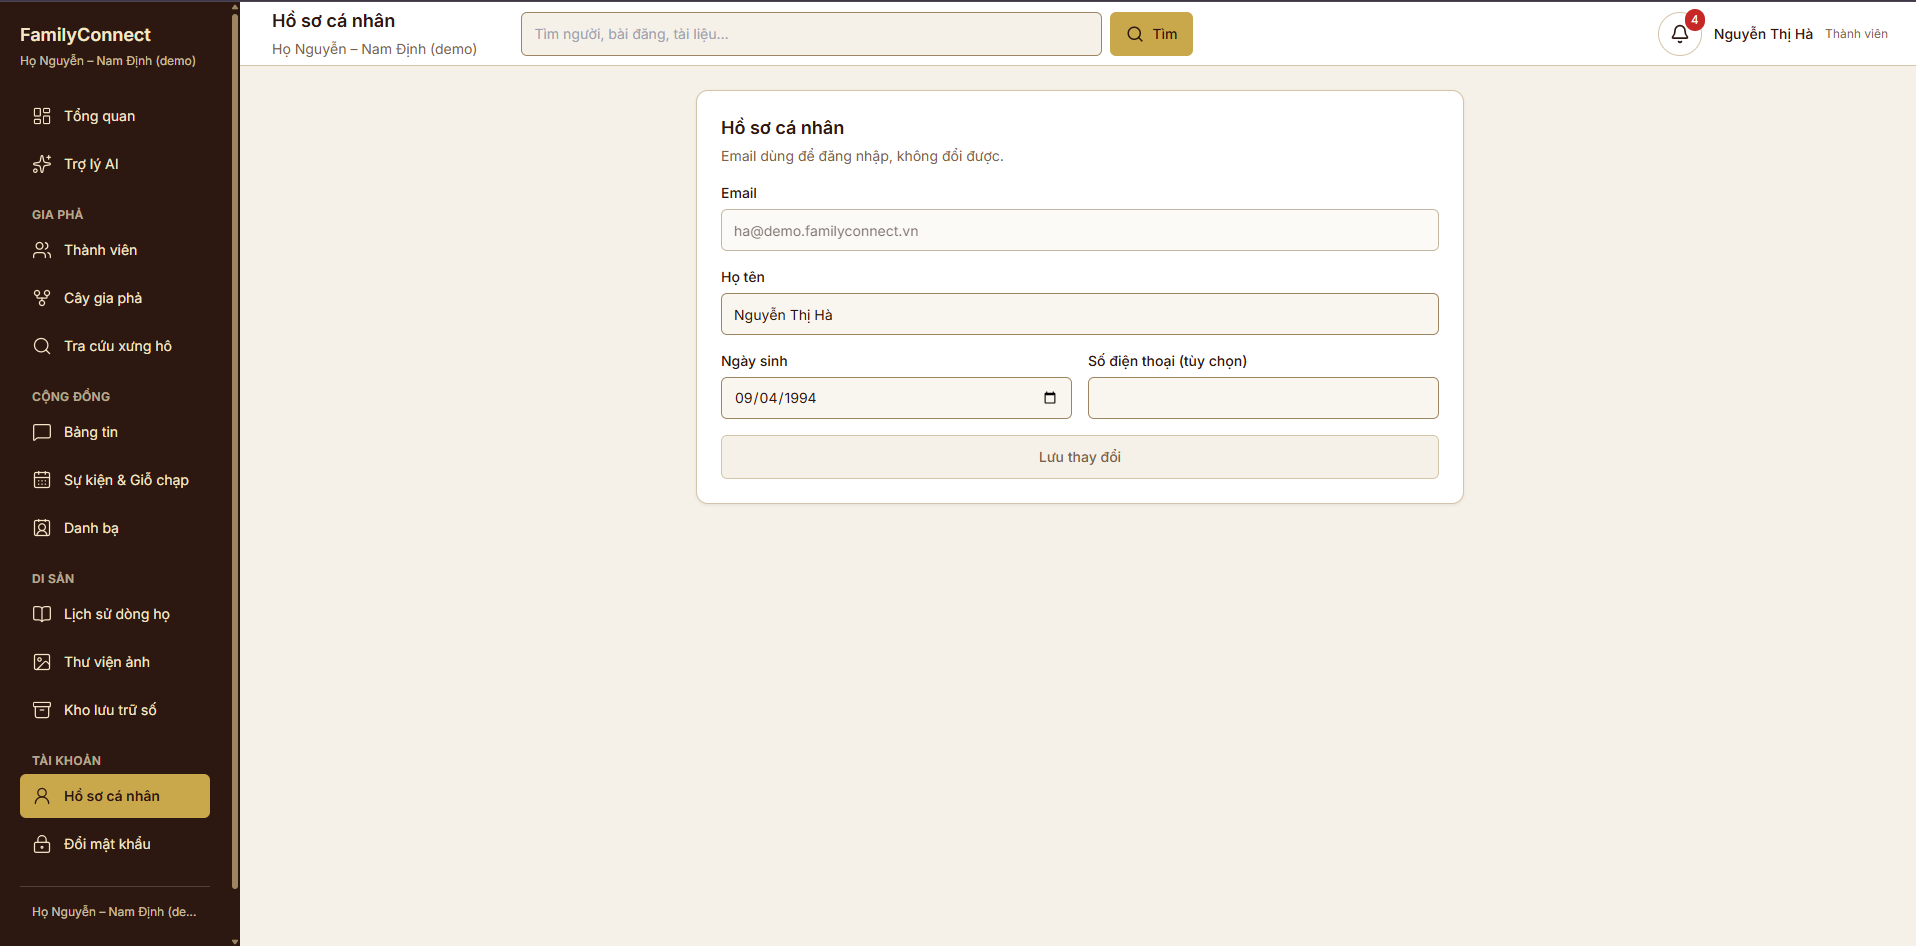 FamilyConnect
Họ Nguyễn – Nam Định (demo)
Tổng quan
Trợ lý AI
GIA PHẢ
Thành viên
Cây gia phả
Tra cứu xưng hô
CỘNG ĐỒNG
Bảng tin
Sự kiện & Giỗ chạp
Danh bạ
DI SẢN
Lịch sử dòng họ
Thư viện ảnh
Kho lưu trữ số
TÀI KHOẢN
Hồ sơ cá nhân
Đổi mật khẩu
Họ Nguyễn – Nam Định (de...
Hồ sơ cá nhân
Họ Nguyễn – Nam Định (demo)
Tìm người, bài đăng, tài liệu...
Tìm
4
Nguyễn Thị Hà Thành viên
Hồ sơ cá nhân
Email dùng để đăng nhập, không đổi được.
Email
ha@demo.familyconnect.vn
Họ tên
Nguyễn Thị Hà
Ngày sinh
09/04/1994
Số điện thoại (tùy chọn)
Lưu thay đổi